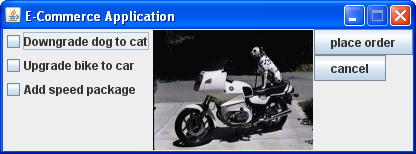 E-Commerce Application
Downgrade dog to cat
Upgrade bike to car
Add speed package
place order
cancel